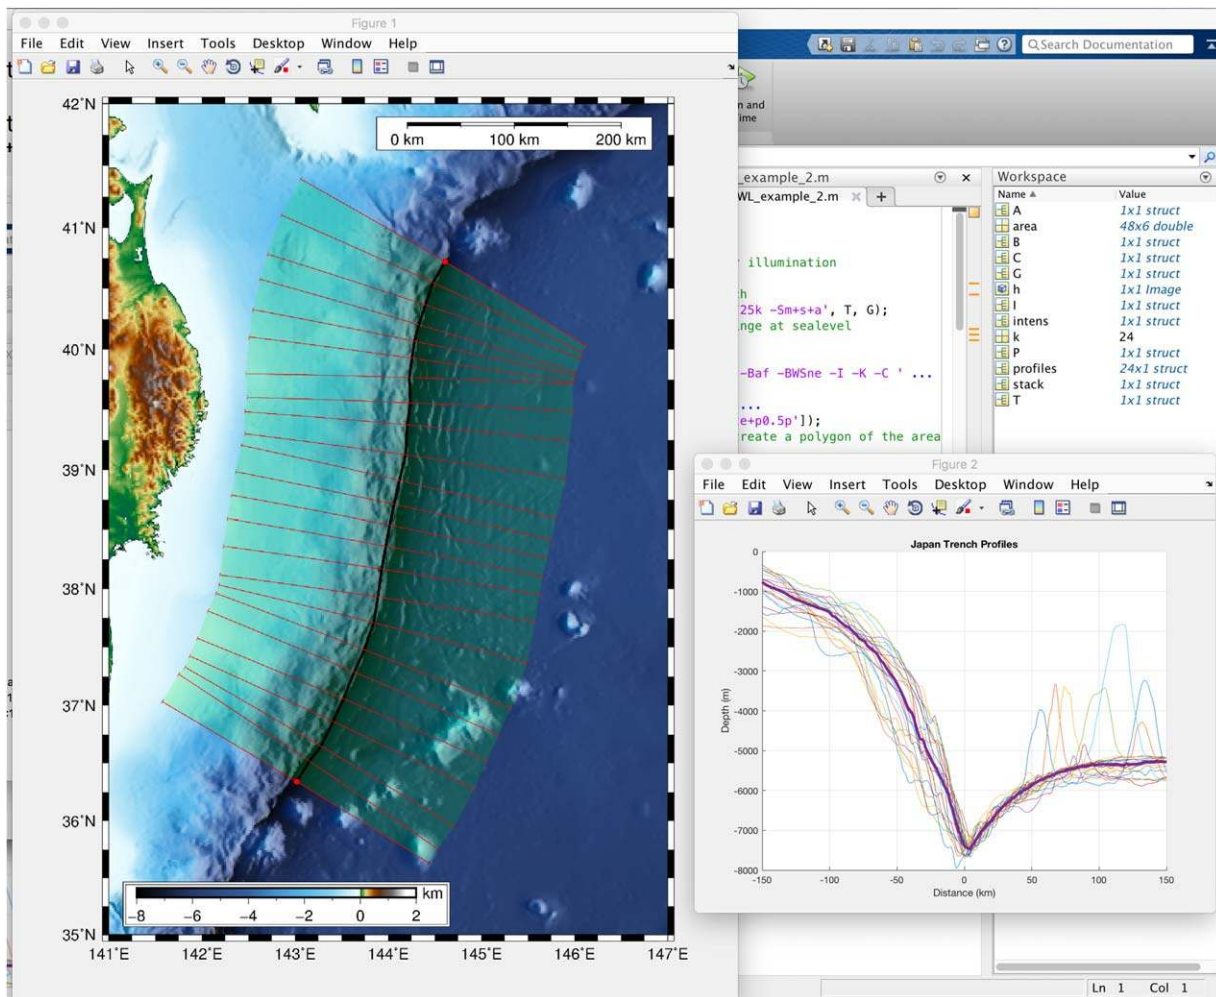 Figure 1
File Edit View Insert Tools Desktop Window Help
Search Documentation
n and
ime
42°N
41°N
40°N
39°N
38°N
37°N
36°N
35°N
0 km 100 km 200 km
km
−8 −6 −4 −2 0 2
141°E 142°E 143°E 144°E 145°E 146°E 147°E
_example_2.m
WL_example_2.m
+
illumination
25k -Sm+s+a', T, G);
nge at sealevel
-Baf -BWSne -I -K -C ' ...
...
e+p0.5p']);
create a polygon of the area
Workspace
Name Value
A 1x1 struct
area 48x6 double
B 1x1 struct
C 1x1 struct
G 1x1 struct
h 1x1 Image
I 1x1 struct
intens 1x1 struct
k 24
P 1x1 struct
profiles 24x1 struct
stack 1x1 struct
T 1x1 struct
Figure 2
File Edit View Insert Tools Desktop Window Help
Japan Trench Profiles
Depth (m)
0
-1000
-2000
-3000
-4000
-5000
-6000
-7000
-8000
-150 -100 -50 0 50 100 150
Distance (km)
Ln 1 Col 1